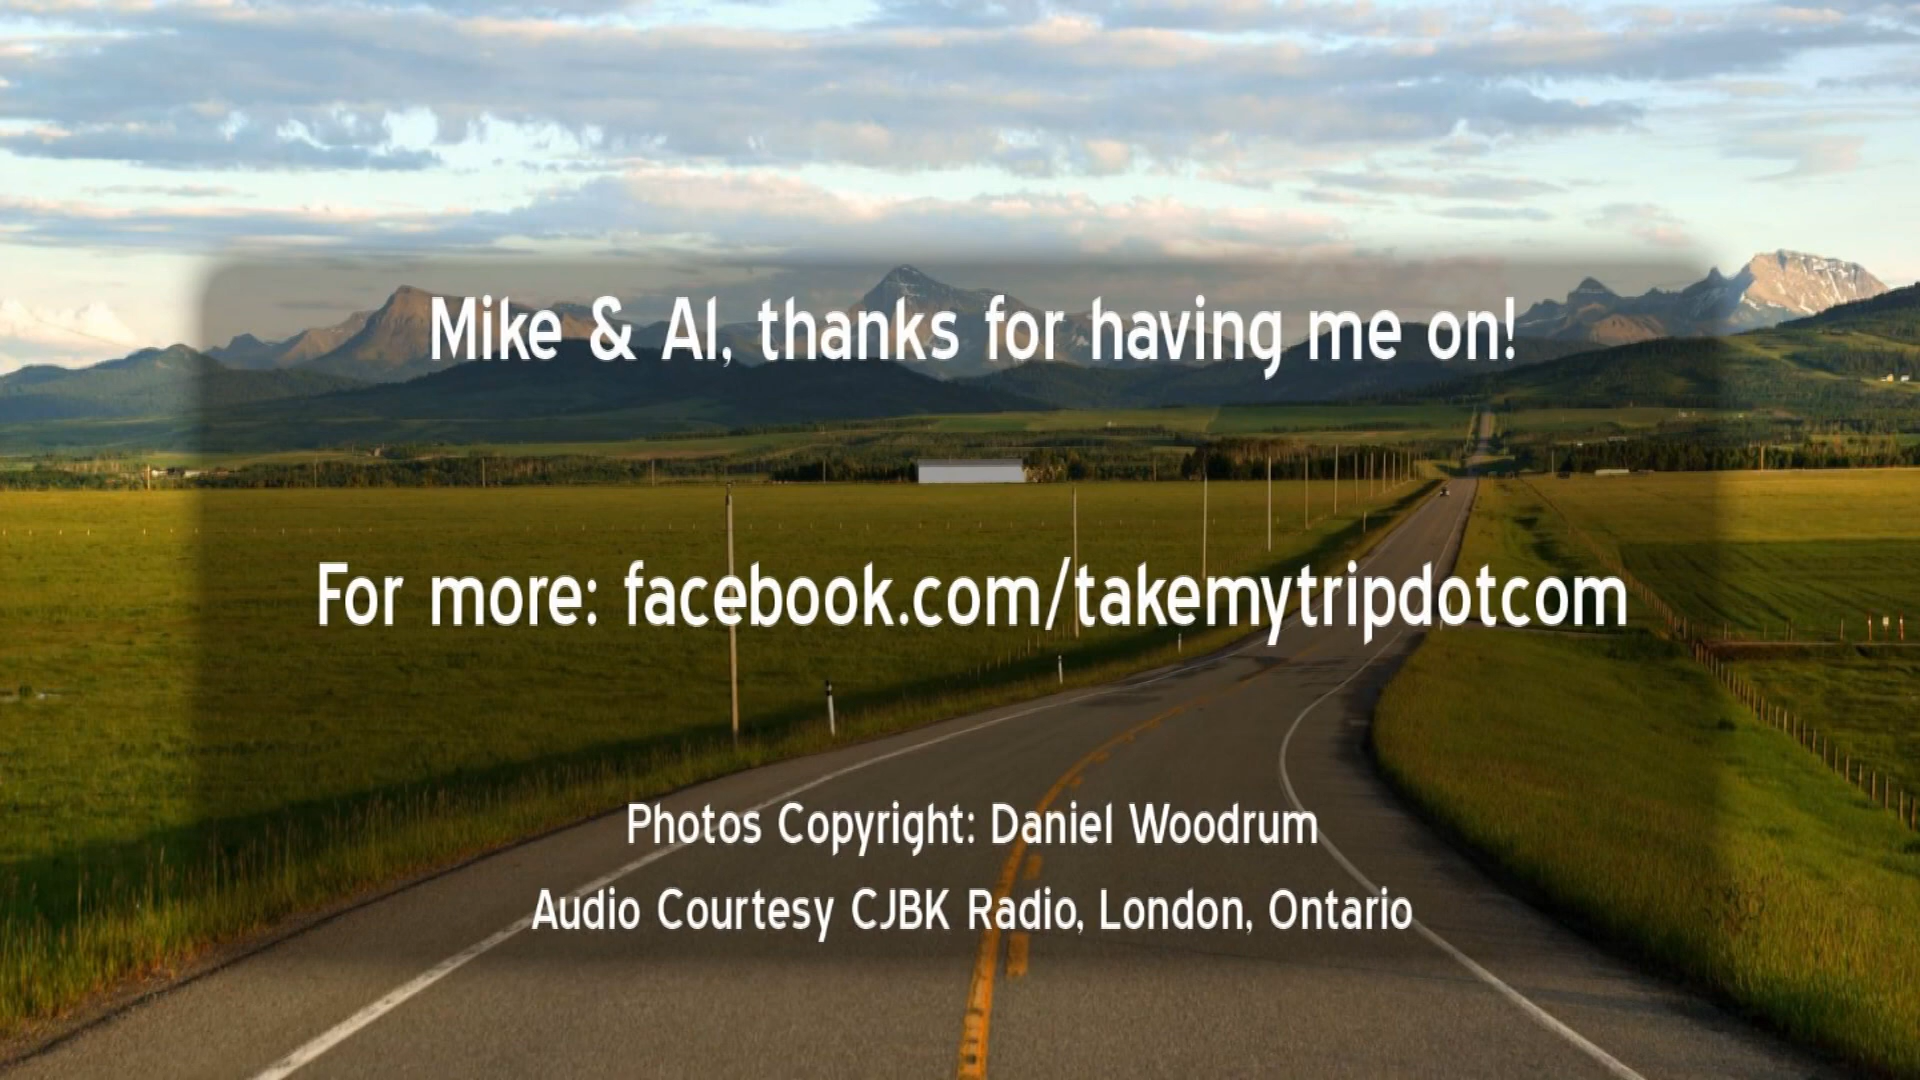 Mike & Al, thanks for having me on!
For more: facebook.com/takemytripdotcom
Photos Copyright: Daniel Woodrum
Audio Courtesy CJBK Radio, London, Ontario